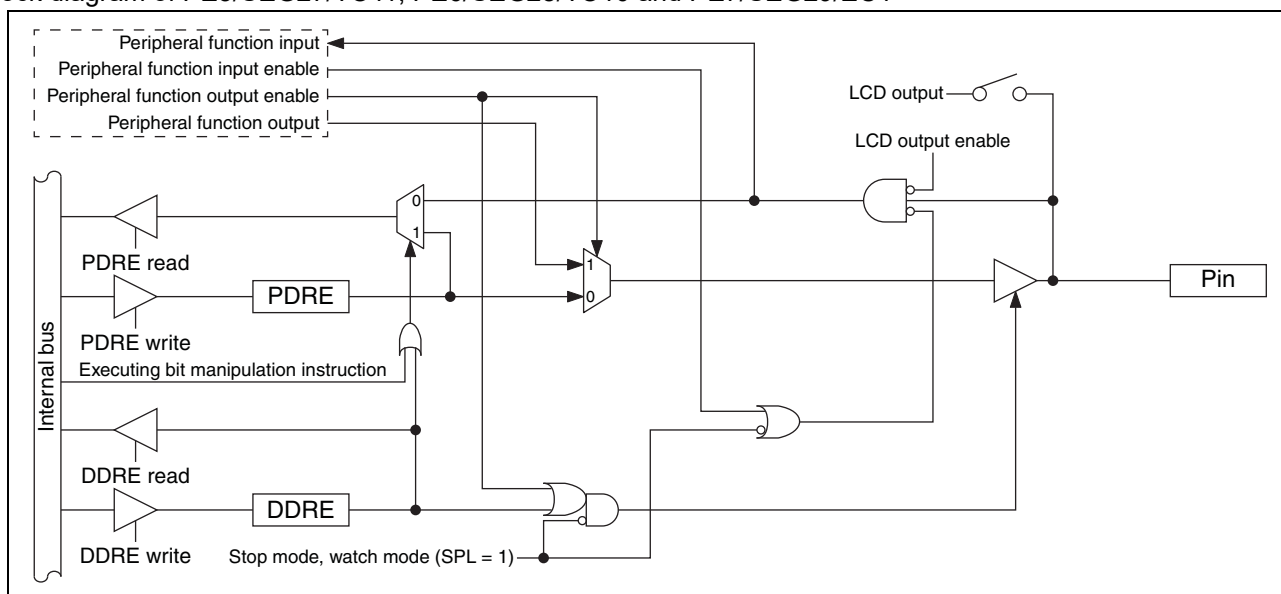 Peripheral function input
Peripheral function input enable
Peripheral function output enable
Peripheral function output
LCD output
LCD output enable
0
1
PDRE read
1
PDRE
0
Pin
PDRE write
Internal bus
Executing bit manipulation instruction
DDRE read
DDRE
DDRE write
Stop mode, watch mode (SPL = 1)